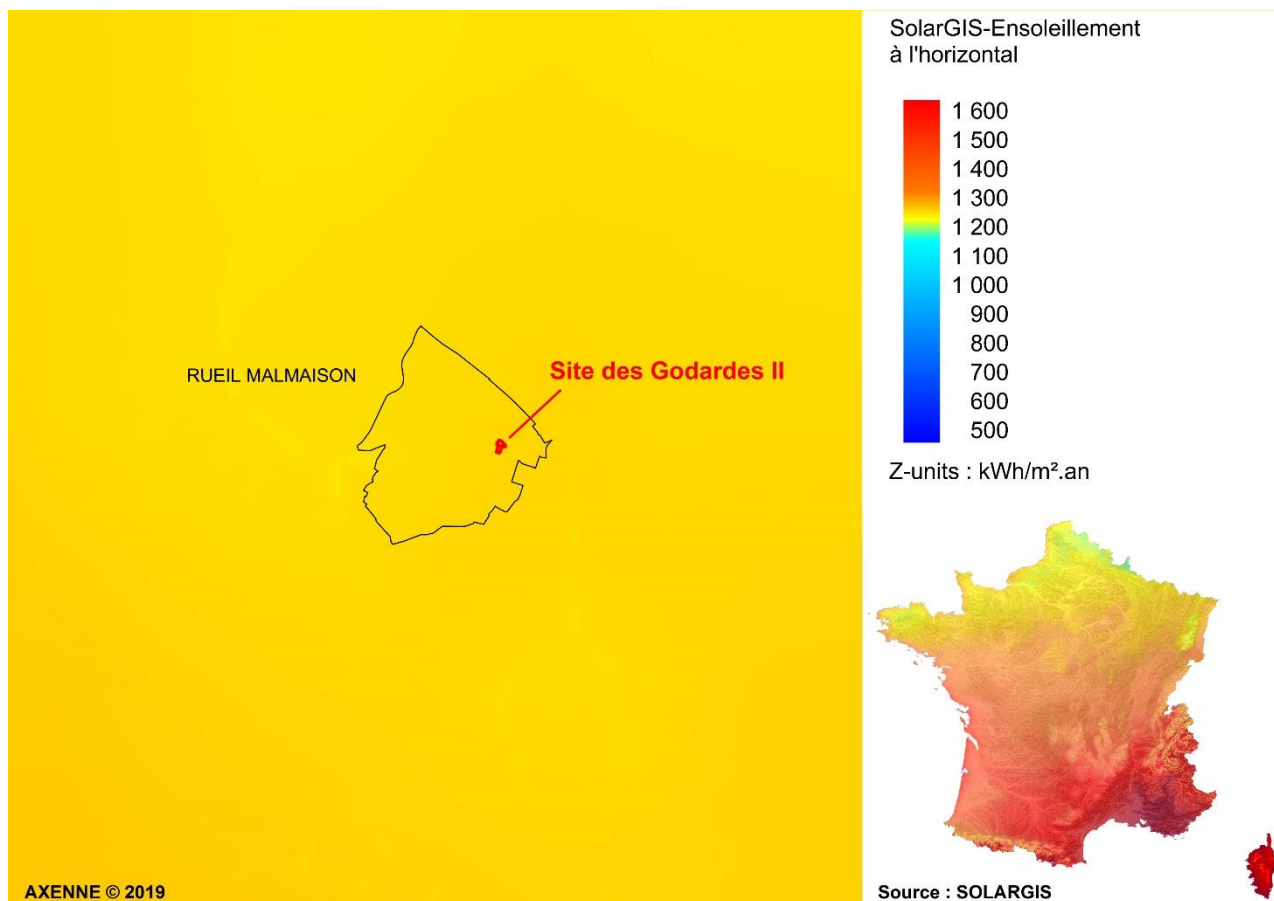 SolarGIS-Ensoleillement
à l'horizontal
1 600
1 500
1 400
1 300
1 200
1 100
1 000
900
800
700
600
500
Z-units : kWh/m².an
Site des Godardes II
RUEIL MALMAISON
AXENNE © 2019
Source : SOLARGIS